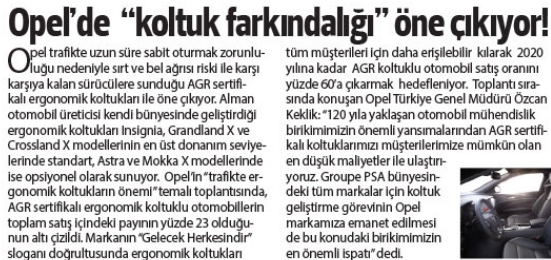 Opel'de “koltuk farkındalığı” öne çıkıyor!
Opel trafikte uzun süre sabit oturmak zorunlu-
luğu nedeniyle sırt ve bel ağrısı riski ile karşı
karşıya kalan sürücülere sunduğu AGR sertifi-
kalı ergonomik koltukları ile öne çıkıyor. Alman
otomobil üreticisi kendi bünyesinde geliştirdiği
ergonomik koltukları Insignia, Grandland X ve
Crossland X modellerinin en üst donanım seviye-
lerinde standart, Astra ve Mokka X modellerinde
ise opsiyonel olarak sunuyor. Opel'in “trafikte er-
gonomik koltukların önemi” temalı toplantısında,
AGR sertifikalı ergonomik koltuklu otomobillerin
toplam satış içindeki payının yüzde 23 olduğu-
nun altı çizildi. Markanın “Gelecek Herkesindir”
sloganı doğrultusunda ergonomik koltukları
tüm müşterileri için daha erişilebilir kılarak 2020
yılına kadar AGR koltuklu otomobil satış oranını
yüzde 60'a çıkarmak hedefleniyor. Toplantı sıra-
sında konuşan Opel Türkiye Genel Müdürü Özcan
Keklik: “120 yıla yaklaşan otomobil mühendislik
birikimimizin önemli yansımalarından AGR sertifi-
kalı koltuklarımızı müşterilerimize mümkün olan
en düşük maliyetler ile ulaştırı-
yoruz. Groupe PSA bünyesin-
deki tüm markalar için koltuk
geliştirme görevinin Opel
markamıza emanet edilmesi
de bu konudaki birikimimizin
en önemli ispatı” dedi.